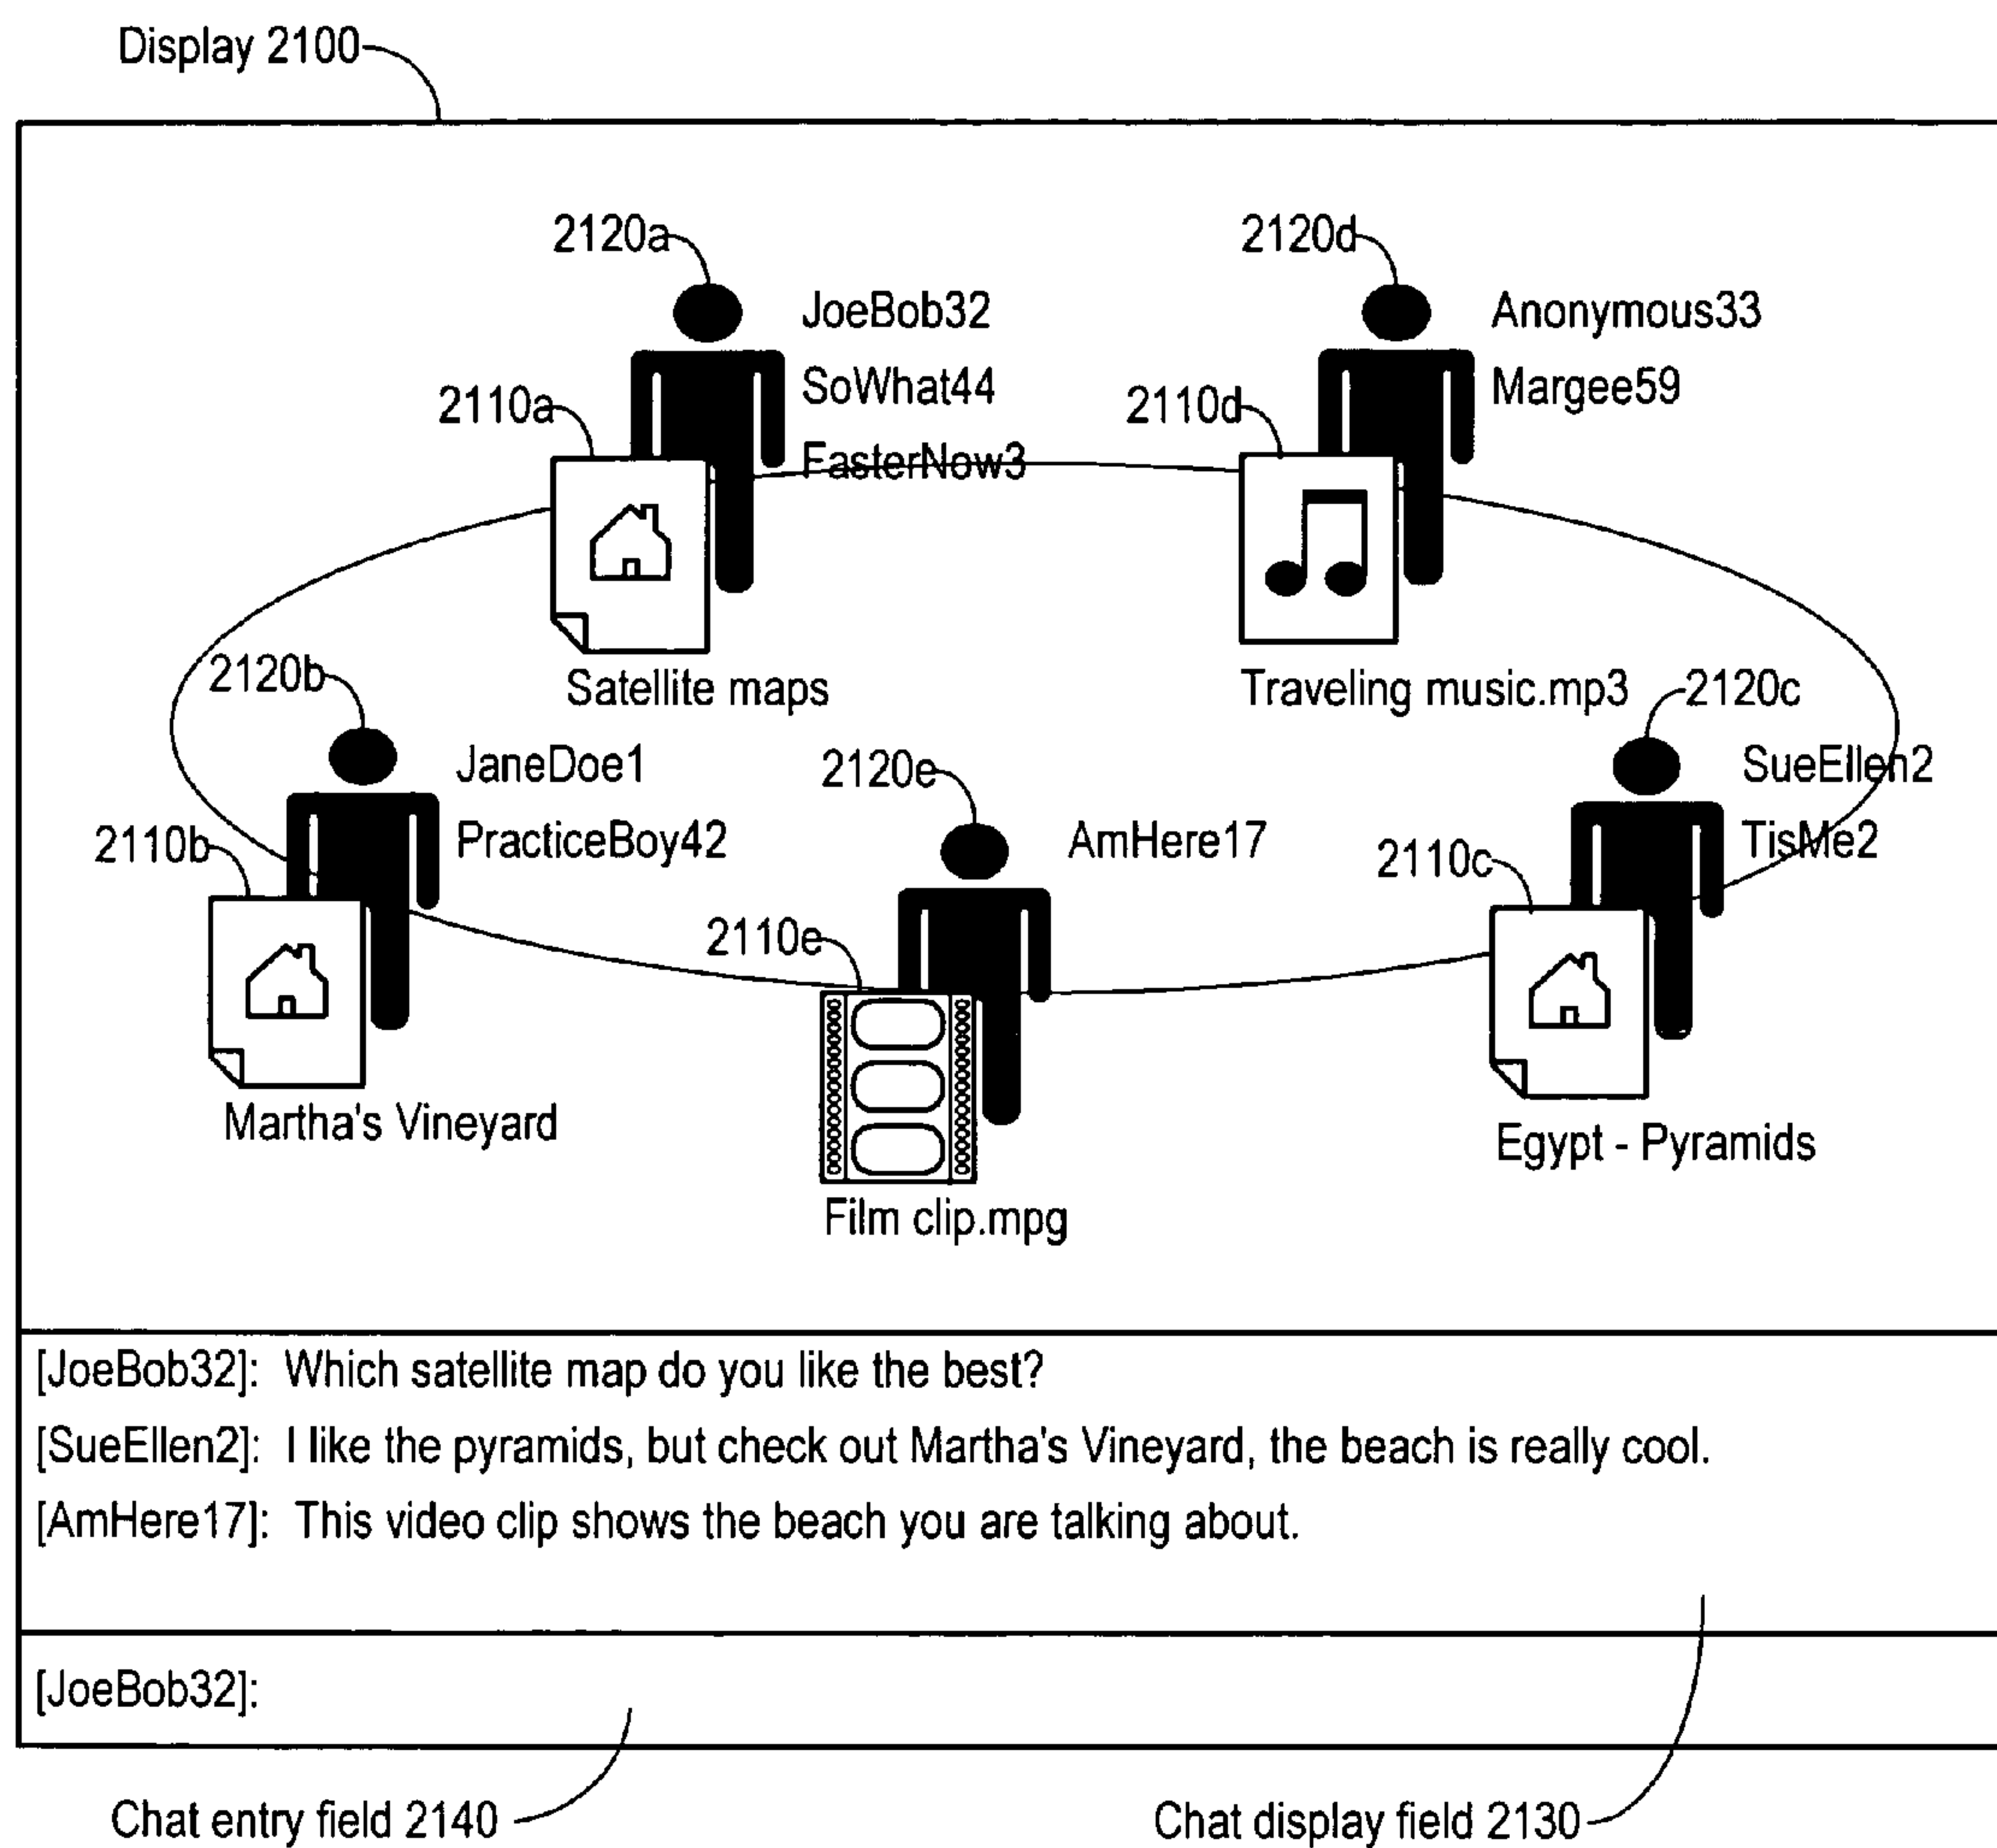 Display 2100
2120a
2120d
JoeBob32
Anonymous33
2110a
SoWhat44
2110d
Margee59
FasterNow3
2120b
Satellite maps
Traveling music.mp3
2120c
JaneDoe1
2120e
SueEllen2
2110b
PracticeBoy42
AmHere17
2110c
TisMe2
2110e
Martha's Vineyard
Egypt - Pyramids
Film clip.mpg
[JoeBob32]: Which satellite map do you like the best?
[SueEllen2]: I like the pyramids, but check out Martha's Vineyard, the beach is really cool.
[AmHere17]: This video clip shows the beach you are talking about.
[JoeBob32]:
Chat entry field 2140
Chat display field 2130